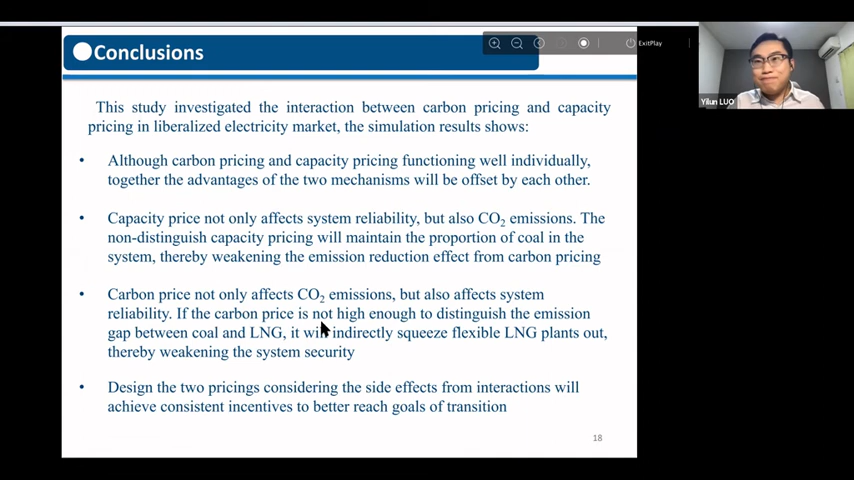 Conclusions
ExitPlay
Yilun LUO
This study investigated the interaction between carbon pricing and capacity
pricing in liberalized electricity market, the simulation results shows:
• Although carbon pricing and capacity pricing functioning well individually,
together the advantages of the two mechanisms will be offset by each other.
• Capacity price not only affects system reliability, but also CO₂ emissions. The
non-distinguish capacity pricing will maintain the proportion of coal in the
system, thereby weakening the emission reduction effect from carbon pricing
• Carbon price not only affects CO₂ emissions, but also affects system
reliability. If the carbon price is not high enough to distinguish the emission
gap between coal and LNG, it will indirectly squeeze flexible LNG plants out,
thereby weakening the system security
• Design the two pricings considering the side effects from interactions will
achieve consistent incentives to better reach goals of transition
18